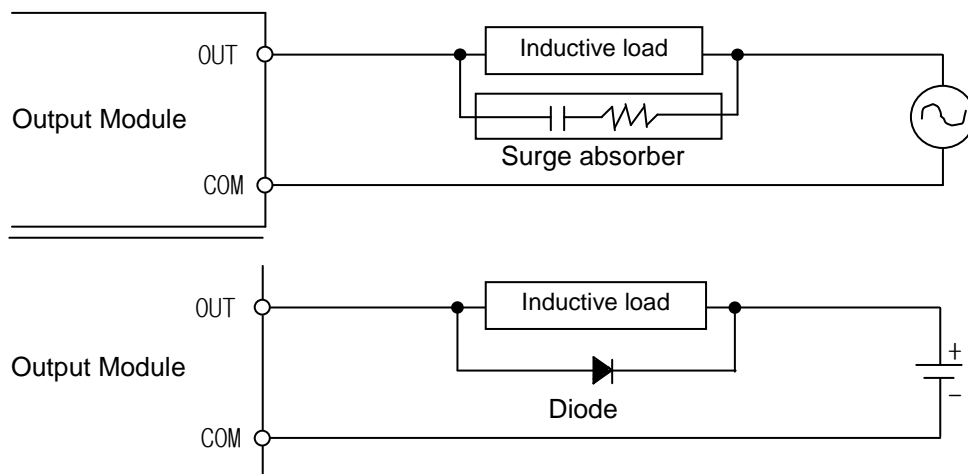 OUT
Inductive load
Output Module
Surge absorber
COM
OUT
Inductive load
Output Module
Diode
COM
+
-